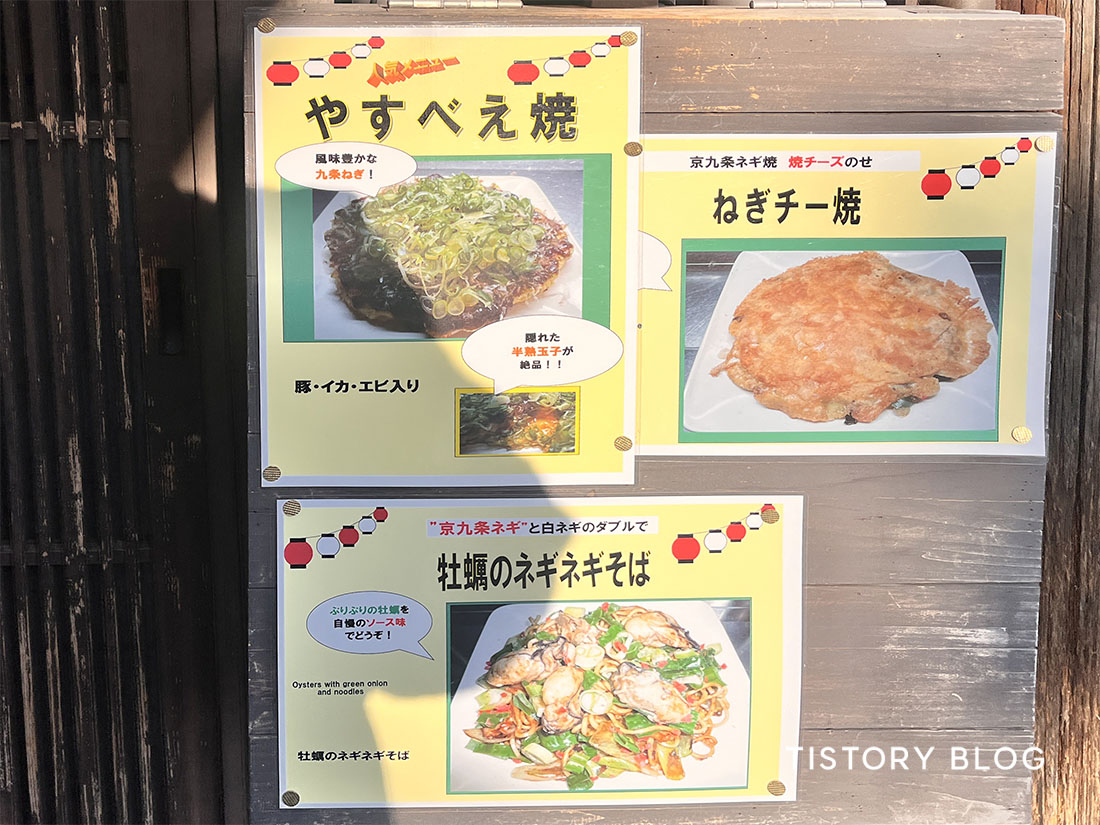 人気メニュー
やすべえ焼
風味豊かな
九条ねぎ！
隠れた
半熟玉子が
絶品！！
豚・イカ・エビ入り
京九条ネギ焼 焼チーズのせ
ねぎチー焼
"京九条ネギ"と白ネギのダブルで
牡蠣のネギネギそば
ぷりぷりの牡蠣を
自慢のソース味
でどうぞ！
Oysters with green onion
and noodles
牡蠣のネギネギそば
TISTORY BLOG